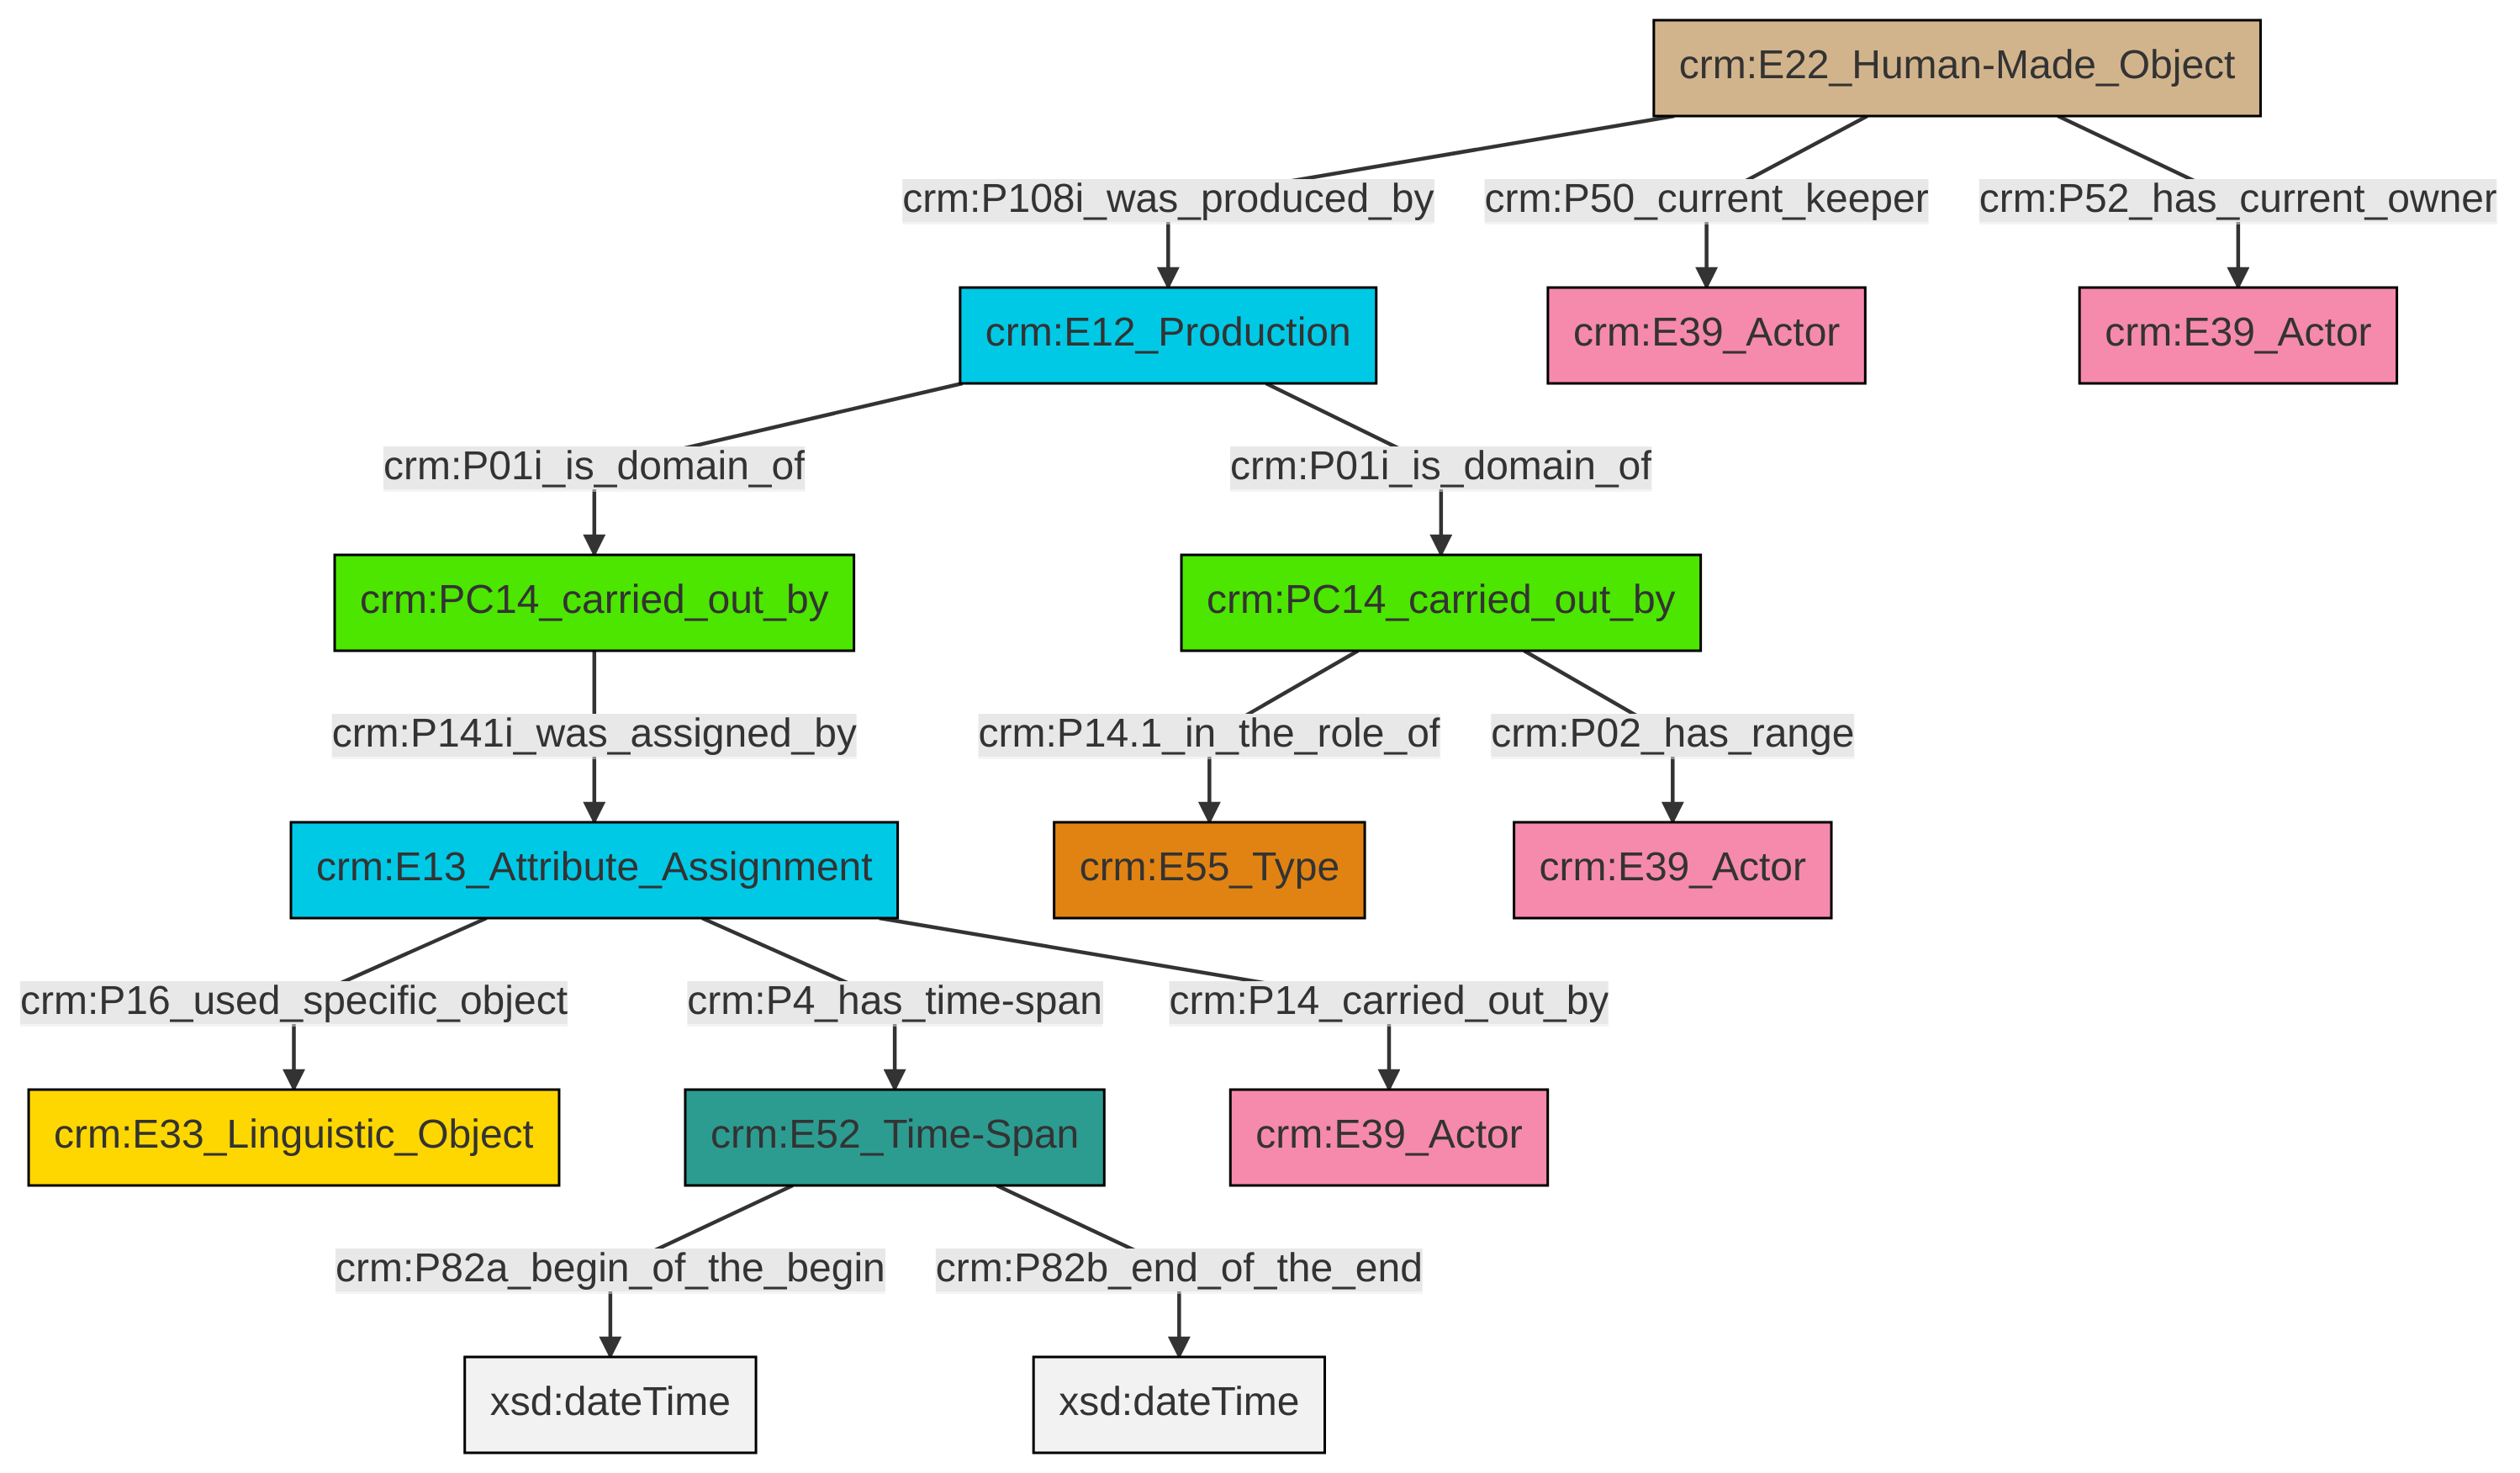 crm:E22_Human-Made_Object
crm:P108i_was_produced_by
crm:P50_current_keeper
crm:P52_has_current_owner
crm:E12_Production
crm:E39_Actor
crm:E39_Actor
crm:P01i_is_domain_of
crm:P01i_is_domain_of
crm:PC14_carried_out_by
crm:PC14_carried_out_by
crm:P141i_was_assigned_by
crm:P14.1_in_the_role_of
crm:P02_has_range
crm:E13_Attribute_Assignment
crm:E55_Type
crm:E39_Actor
crm:P16_used_specific_object
crm:P4_has_time-span
crm:P14_carried_out_by
crm:E33_Linguistic_Object
crm:E52_Time-Span
crm:E39_Actor
crm:P82a_begin_of_the_begin
crm:P82b_end_of_the_end
xsd:dateTime
xsd:dateTime